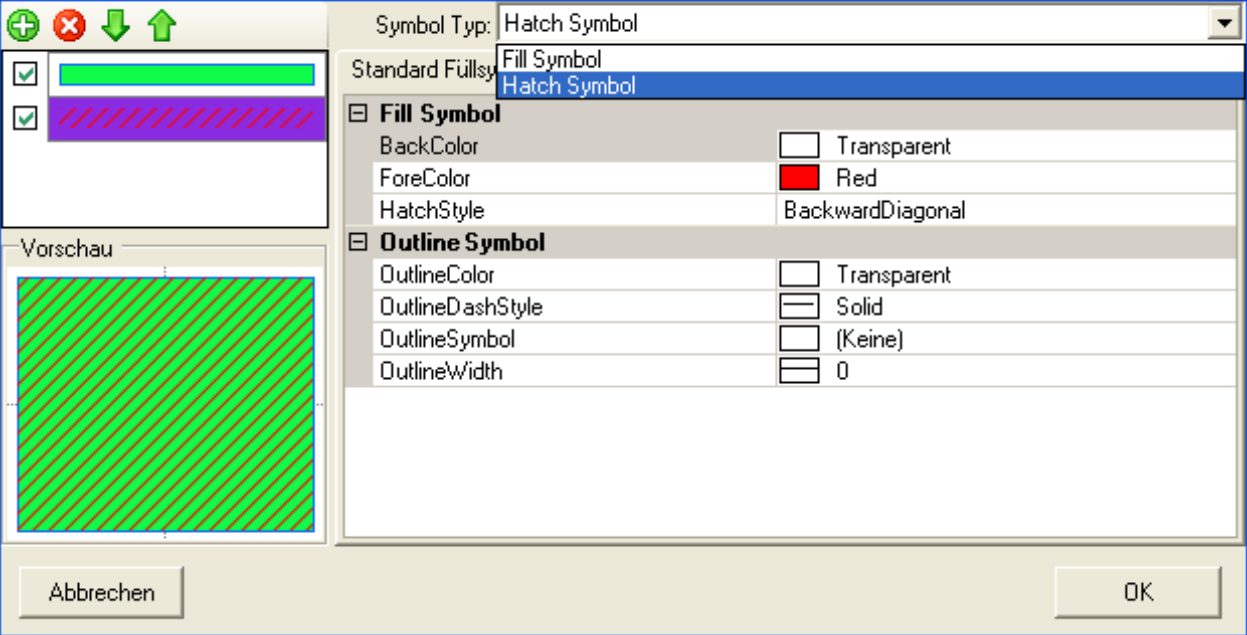 Symbol Typ: Hatch Symbol
Fill Symbol
Hatch Symbol
Standard Füllsy
Fill Symbol
BackColor Transparent
ForeColor Red
HatchStyle BackwardDiagonal
Outline Symbol
OutlineColor Transparent
OutlineDashStyle Solid
OutlineSymbol (Keine)
OutlineWidth 0
Vorschau
Abbrechen OK